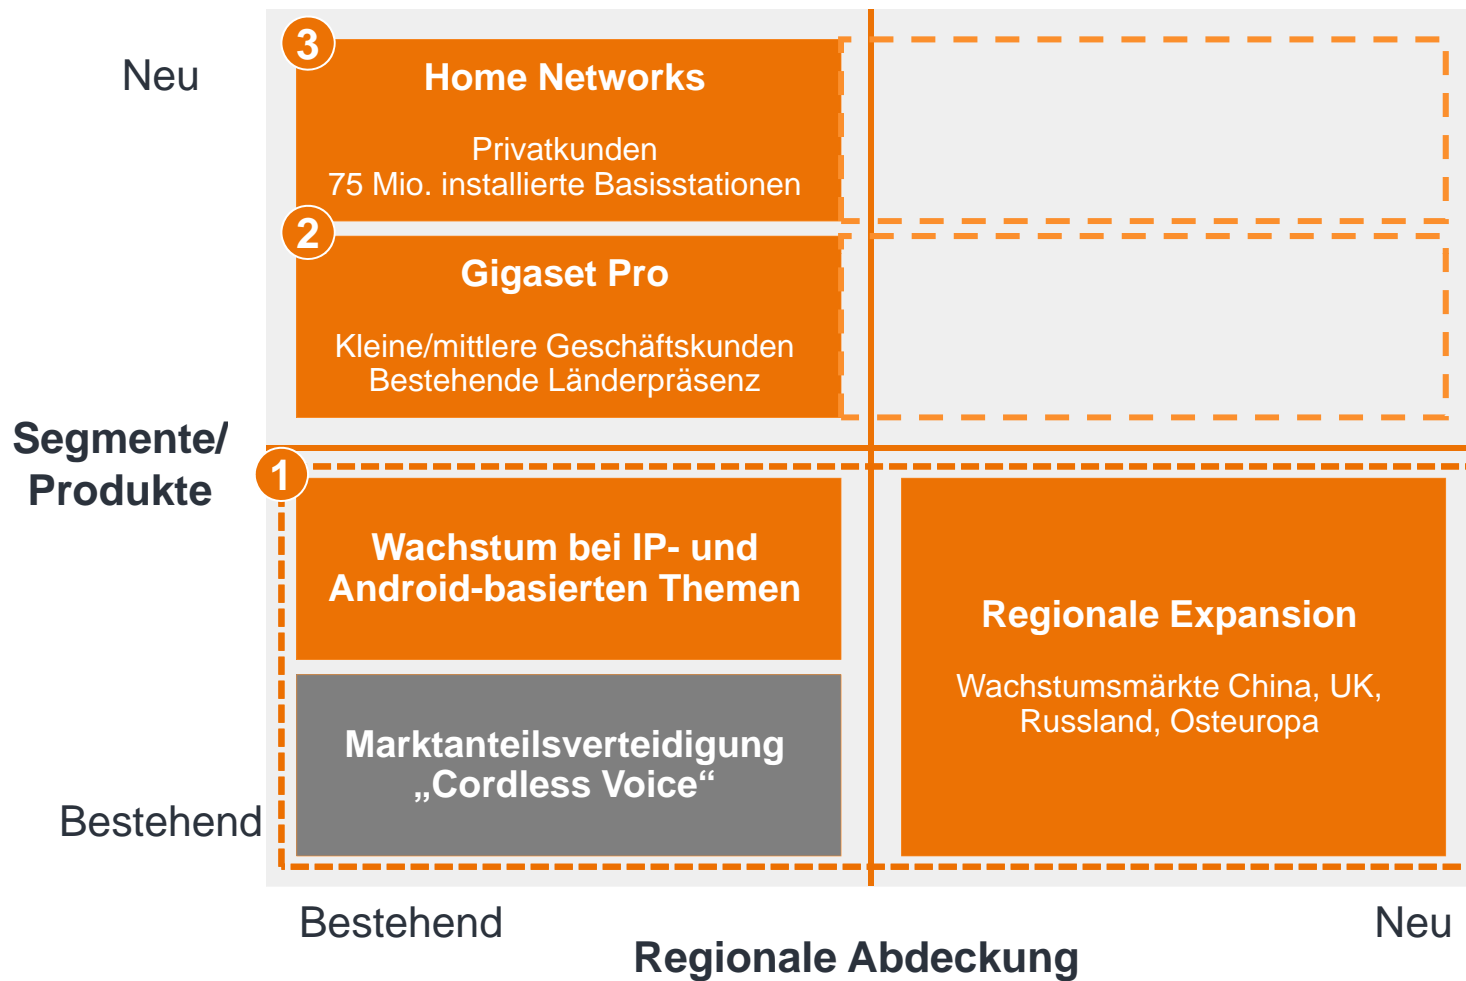 Neu
3
Home Networks
Privatkunden
75 Mio. installierte Basisstationen
2
Gigaset Pro
Kleine/mittlere Geschäftskunden
Bestehende Länderpräsenz
Segmente/
Produkte
1
Wachstum bei IP- und
Android-basierten Themen
Regionale Expansion
Wachstumsmärkte China, UK,
Russland, Osteuropa
Marktanteilsverteidigung
„Cordless Voice“
Bestehend
Bestehend
Neu
Regionale Abdeckung